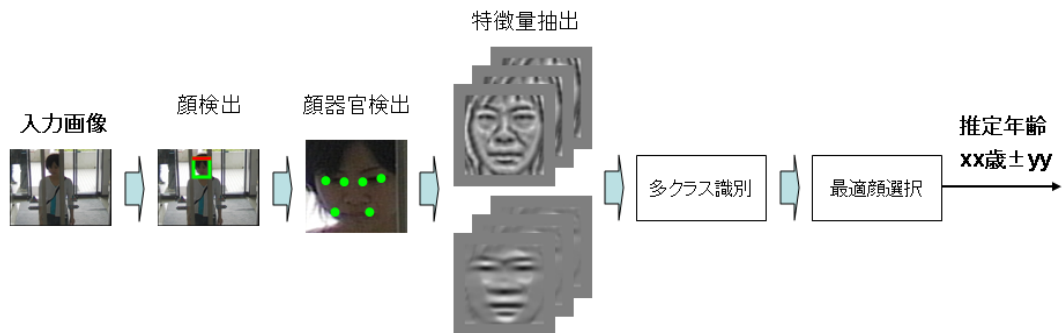 特徴量抽出
顔検出
顔器官検出
入力画像
多クラス識別
最適顔選択
推定年齢
xx歳±yy